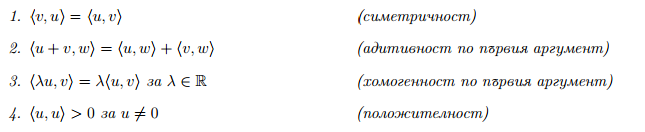 1. ⟨v, u⟩ = ⟨u, v⟩ (симетричност)
2. ⟨u + v, w⟩ = ⟨u, w⟩ + ⟨v, w⟩ (адитивност по първия аргумент)
3. ⟨λu, v⟩ = λ⟨u, v⟩ за λ ∈ ℝ (хомогенност по първия аргумент)
4. ⟨u, u⟩ > 0 за u ≠ 0 (положителност)